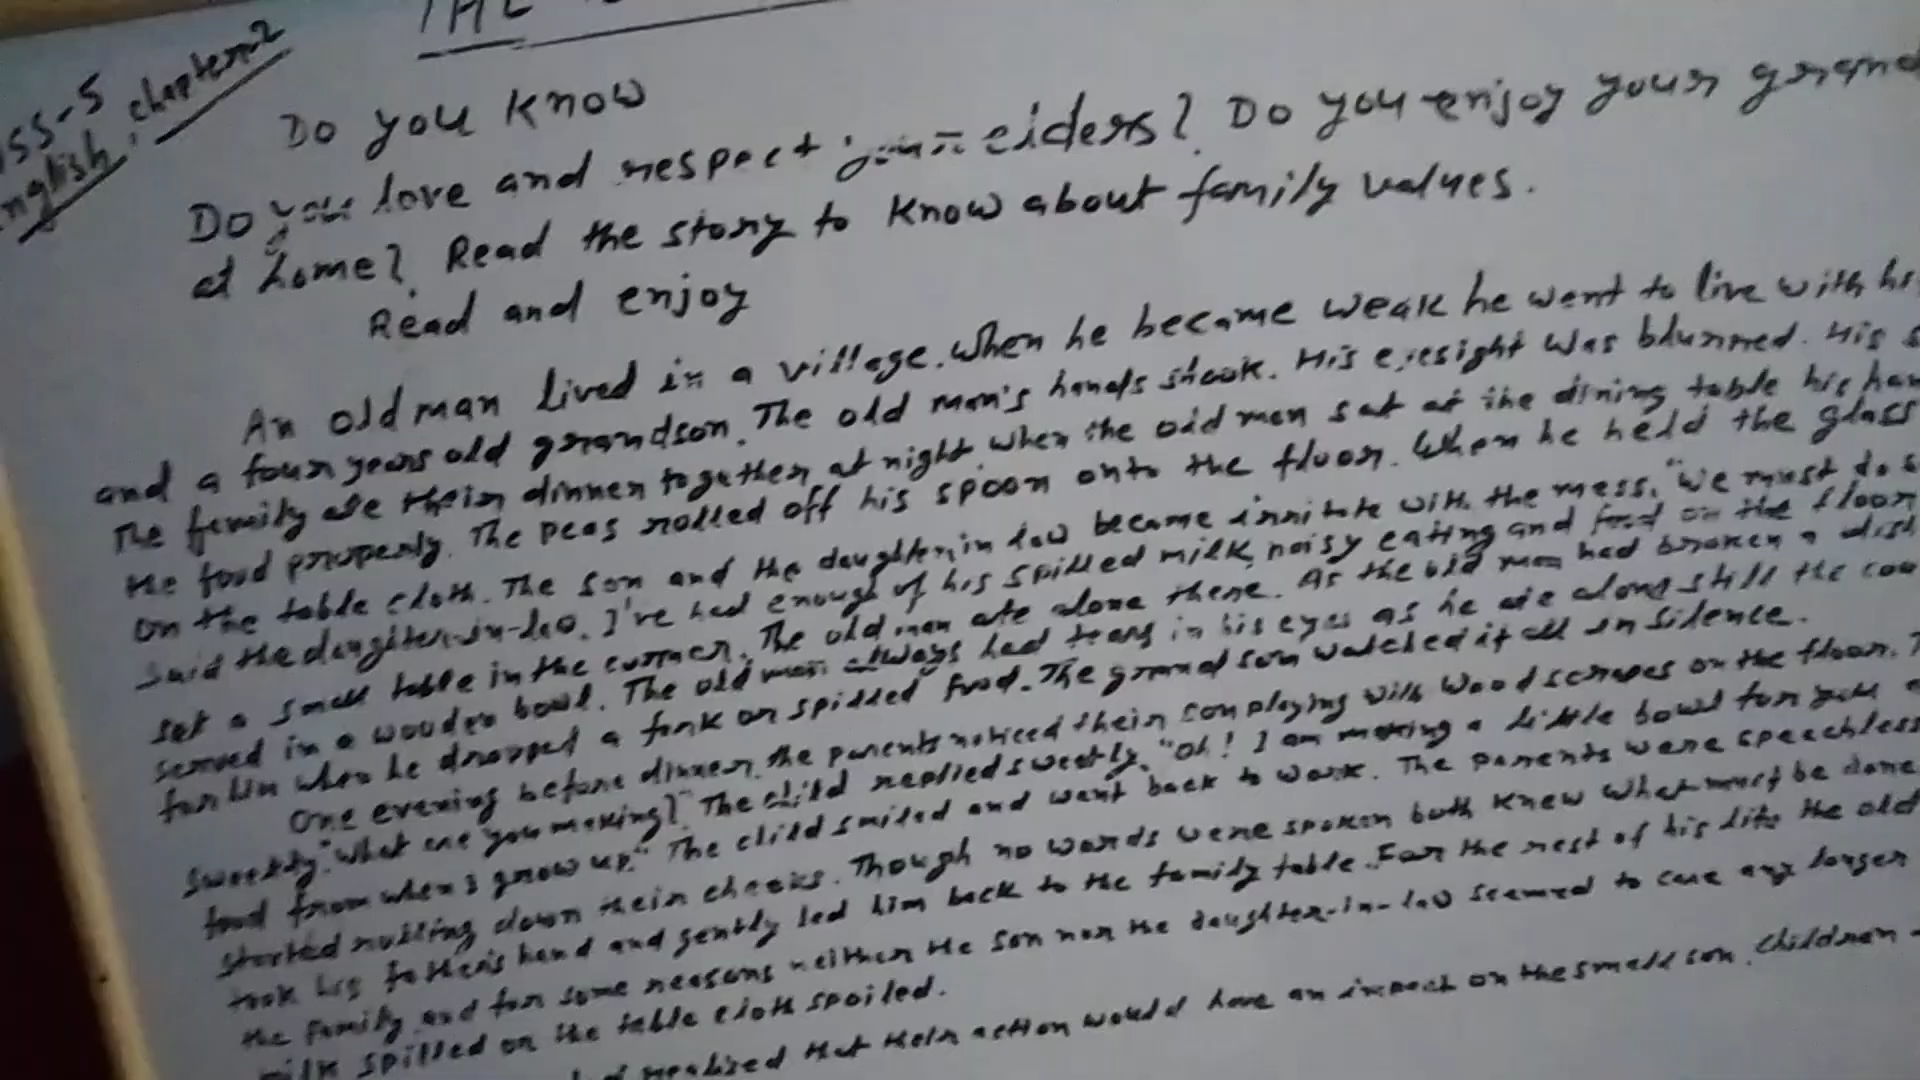 THE
Class-5
English, chapter-2
Do you know
Do you love and respect your elders? Do you enjoy your grand
at home? Read the story to know about family values.
Read and enjoy
An old man lived in a village. When he became weak he went to live with his
and a four years old grandson. The old man's hands shook. His eyesight was blurred. His
The family ate their dinner together at night. When the old man sat at the dining table his
the food properly. The peas rolled off his spoon onto the floor. When he held the glass
on the table cloth. The son and the daughter in law became irritate with the mess. "We must do
said the daughter-in-law. I've had enough of his spilled milk, noisy eating and food on the floor
set a small table in the corner. The old man ate alone there. As the old man had broken a dish
served in a wooden bowl. The old man always had tears in his eyes as he ate along still the
for him when he dropped a fork or spilled food. The grand son watched it all in silence.
One evening before dinner, the parents noticed their son playing with wood scraps on the floor.
sweetly. "What are you making?" The child replied sweetly, "Oh! I am making a little bowl for you
food from when I grow up." The child smiled and went back to work. The parents were speechless
started rolling down their cheeks. Though no words were spoken both knew what must be done
took his father's hand and gently led him back to the family table. For the rest of his life the old
the family and for some reasons neither the son nor the daughter-in-law seemed to care any longer
milk spilled on the table cloth spoiled.
realized that their action would have an impact on the small son. Children